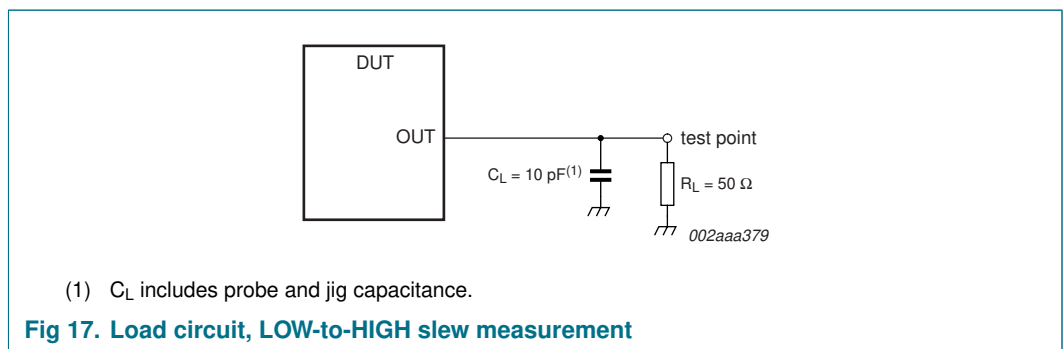 DUT
OUT
test point
C_L = 10 pF(1)
R_L = 50 Ω
002aaa379
(1) C_L includes probe and jig capacitance.
Fig 17. Load circuit, LOW-to-HIGH slew measurement